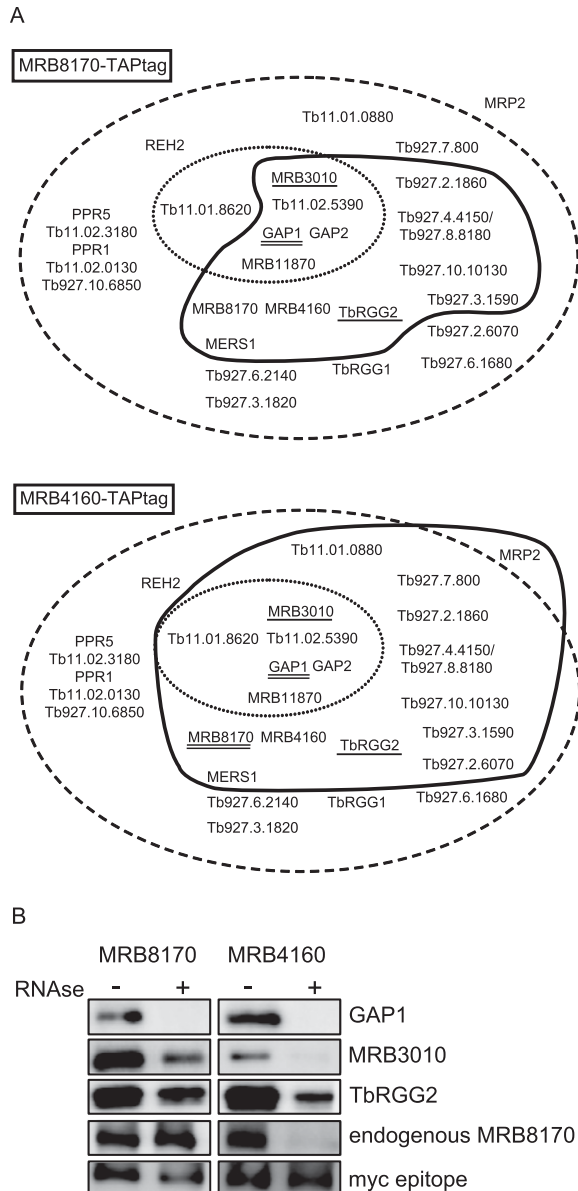 A
MRB8170-TAPtag
MRP2
Tb11.01.0880
REH2
Tb927.7.800
MRB3010
Tb927.2.1860
Tb11.01.8620
Tb11.02.5390
PPR5
Tb11.02.3180
PPR1
Tb11.02.0130
Tb927.10.6850
Tb927.4.4150/
Tb927.8.8180
GAP1 GAP2
MRB11870
Tb927.10.10130
MRB8170 MRB4160 TbRGG2
Tb927.3.1590
MERS1
Tb927.2.6070
Tb927.6.2140
TbRGG1
Tb927.6.1680
Tb927.3.1820
MRB4160-TAPtag
Tb11.01.0880
MRP2
REH2
Tb927.7.800
MRB3010
Tb927.2.1860
Tb11.01.8620 Tb11.02.5390
PPR5
Tb11.02.3180
PPR1
Tb11.02.0130
Tb927.10.6850
Tb927.4.4150/
Tb927.8.8180
GAP1 GAP2
MRB11870
Tb927.10.10130
MRB8170 MRB4160 TbRGG2
Tb927.3.1590
Tb927.2.6070
MERS1
Tb927.6.2140
TbRGG1
Tb927.6.1680
Tb927.3.1820
B
MRB8170 MRB4160
RNAse - + - +
GAP1
MRB3010
TbRGG2
endogenous MRB8170
myc epitope